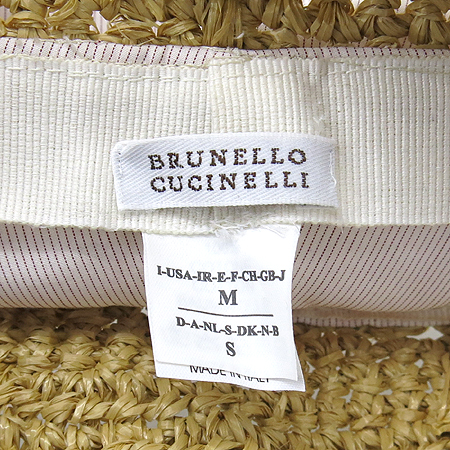 BRUNELLO
CUCINELLI
I-USA-IR-E-F-CH-GB-J
M
D-A-NL-S-DK-N-B
S
MADE IN ITALY